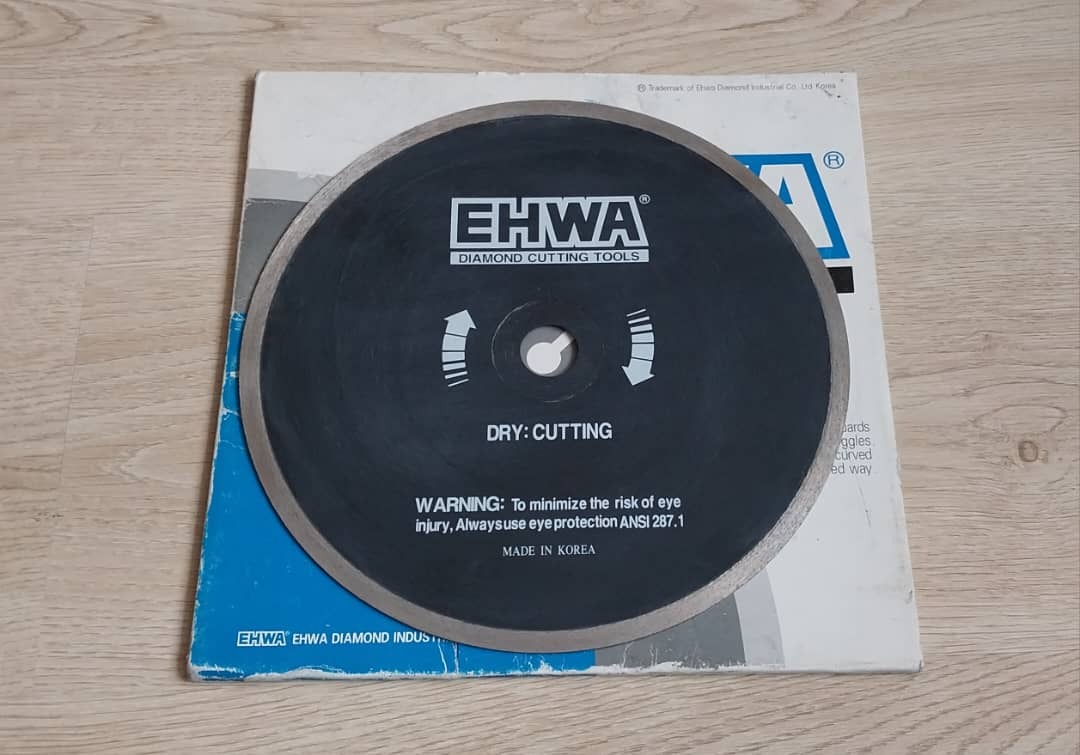 ® Trademark of Ehwa Diamond Industrial Co. Ltd Korea
A®
EHWA®
DIAMOND CUTTING TOOLS
DRY: CUTTING
ggles
curved
ed way
WARNING: To minimize the risk of eye
injury, Always use eye protection ANSI 287.1
MADE IN KOREA
EHWA® EHWA DIAMOND INDUST